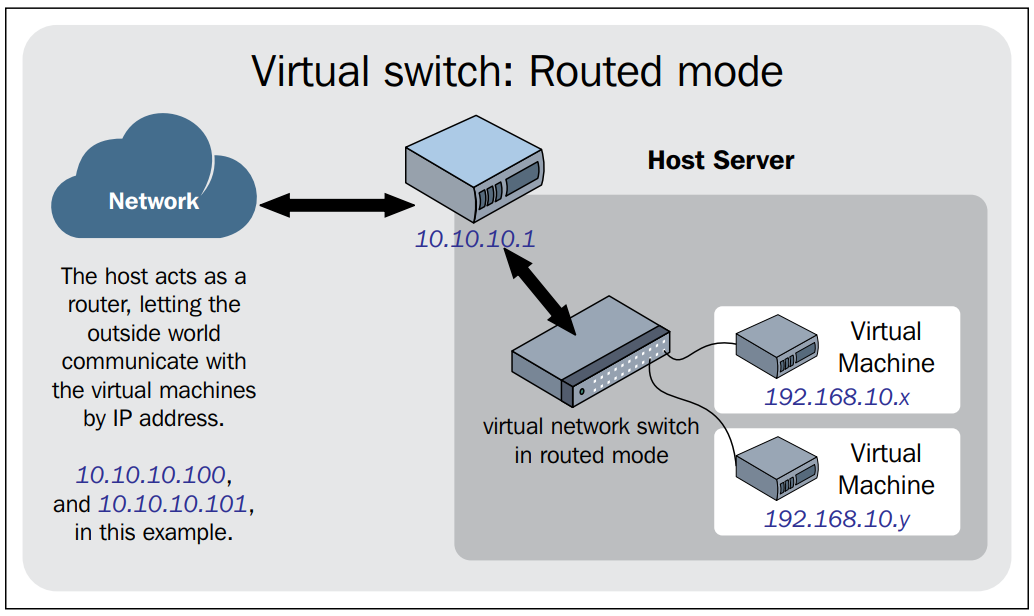 Virtual switch: Routed mode
Network
Host Server
10.10.10.1
The host acts as a
router, letting the
outside world
communicate with
the virtual machines
by IP address.
10.10.10.100,
and 10.10.10.101,
in this example.
virtual network switch
in routed mode
Virtual
Machine
192.168.10.x
Virtual
Machine
192.168.10.y